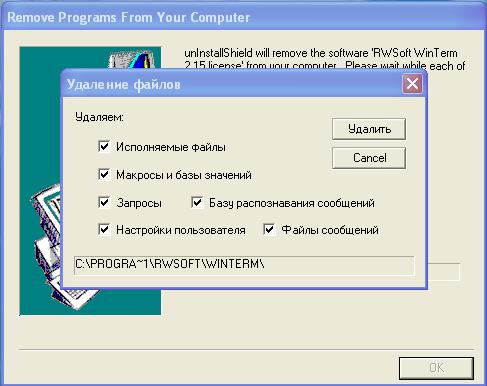 Remove Programs From Your Computer
unInstallShield will remove the software 'RWSoft WinTerm
2.15 license' from your computer. Please wait while each of
Удаление файлов
Удаляем:
Удалить
Исполняемые файлы
Cancel
Макросы и базы значений
Запросы
Базу распознавания сообщений
Настройки пользователя
Файлы сообщений
C:\PROGRA~1\RWSOFT\WINTERM\
OK